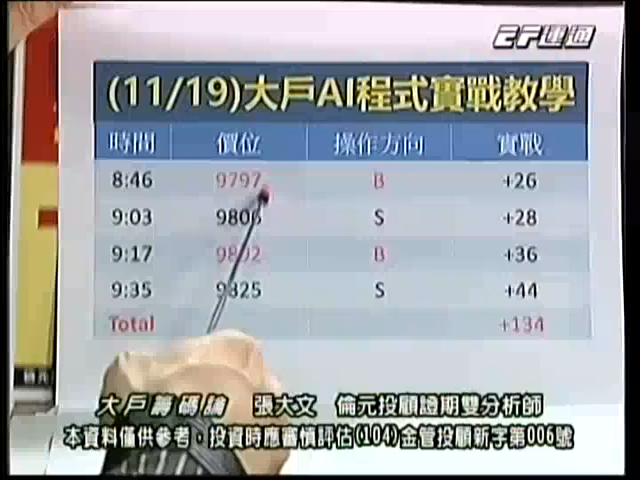 運通
(11/19)大戶AI程式實戰教學
時間 價位 操作方向 實戰
8:46 9797 B +26
9:03 9806 S +28
9:17 9802 B +36
9:35 9825 S +44
Total +134
大戶籌碼論 張大文 倫元投顧證期雙分析師
本資料僅供參考，投資時應審慎評估(104)金管投顧新字第006號